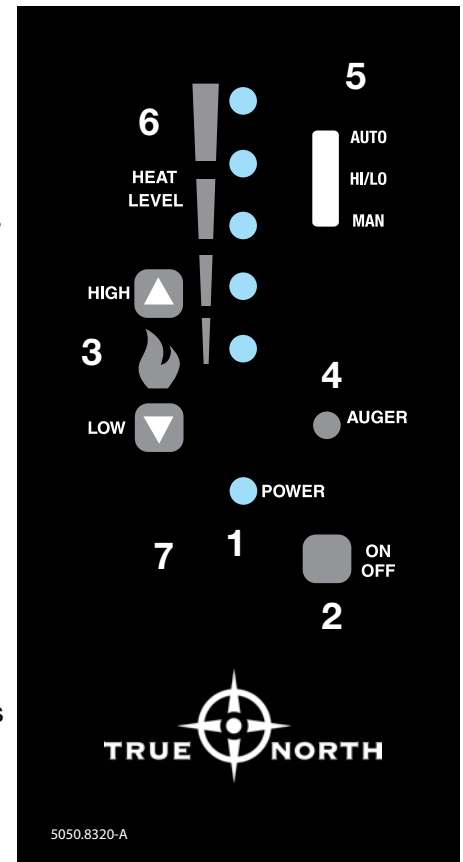 5
6
AUTO
HEAT
LEVEL
HI/LO
MAN
HIGH
3
4
AUGER
LOW
POWER
1
7
ON
OFF
2
TRUE NORTH
5050.8320-A